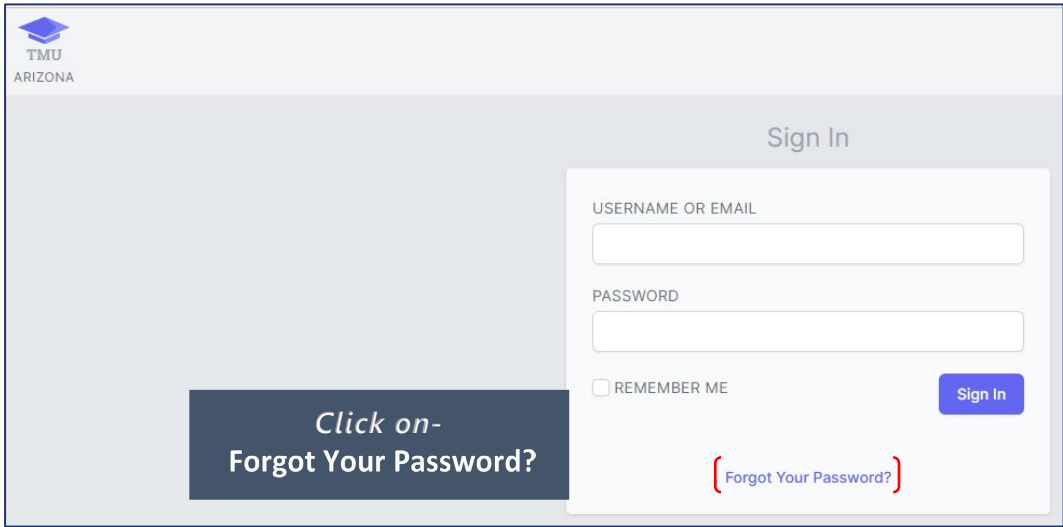 TMU
ARIZONA
Sign In
USERNAME OR EMAIL
PASSWORD
REMEMBER ME
Sign In
Click on-
Forgot Your Password?
Forgot Your Password?